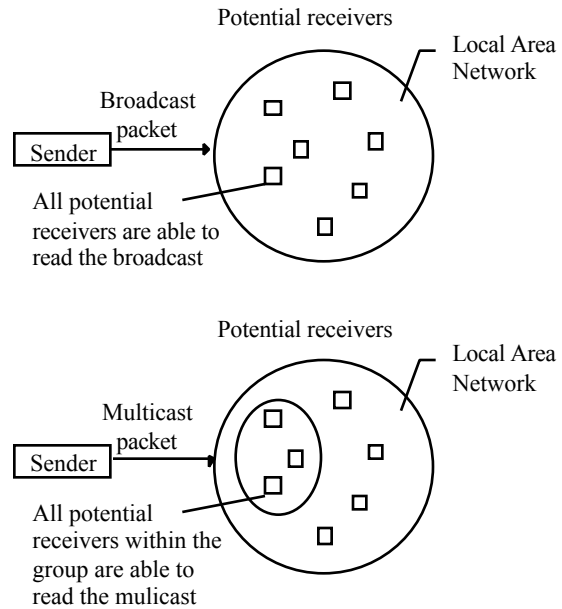 Potential receivers
Local Area
Network
Broadcast
packet
Sender
All potential
receivers are able to
read the broadcast
Potential receivers
Local Area
Network
Multicast
packet
Sender
All potential
receivers within the
group are able to
read the mulicast